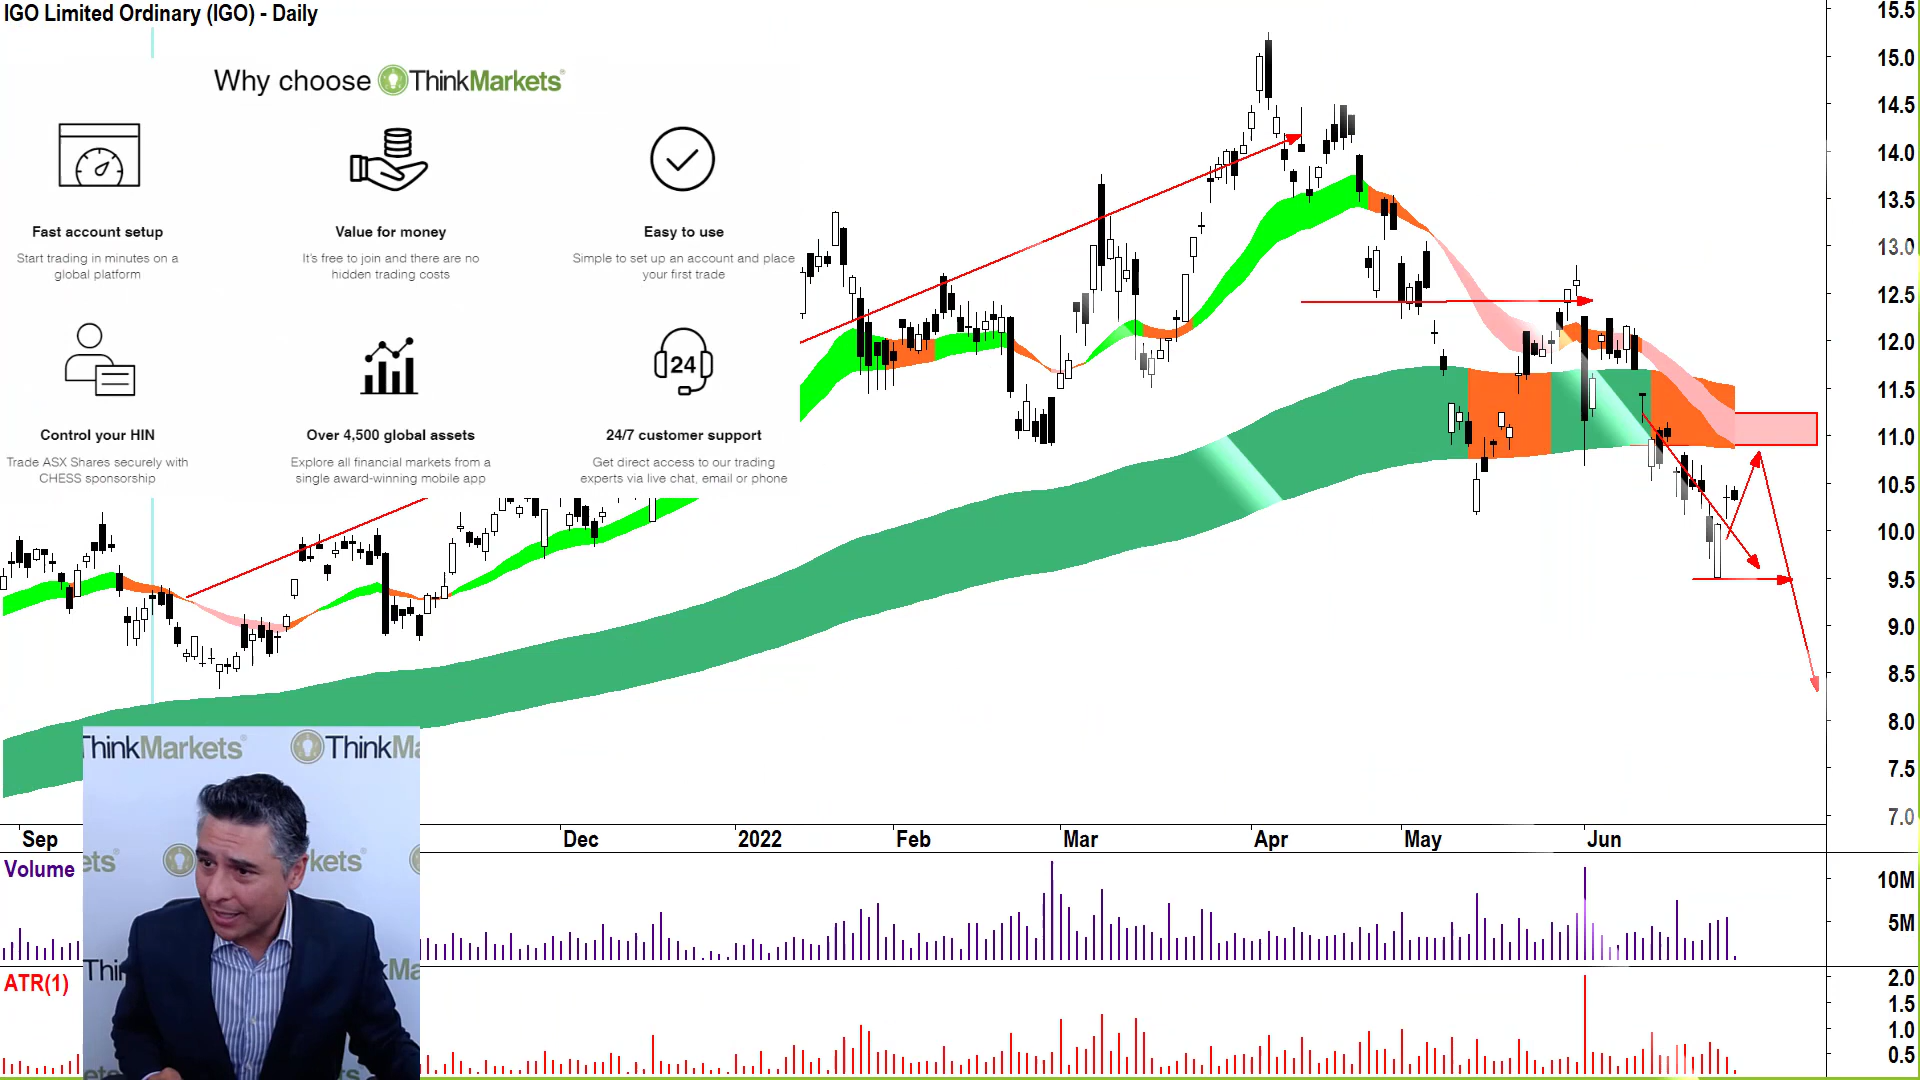 IGO Limited Ordinary (IGO) - Daily
Why choose ThinkMarkets
Fast account setup
Start trading in minutes on a
global platform
Value for money
It's free to join and there are no
hidden trading costs
Easy to use
Simple to set up an account and place
your first trade
Control your HIN
Trade ASX Shares securely with
CHESS sponsorship
Over 4,500 global assets
Explore all financial markets from a
single award-winning mobile app
24
24/7 customer support
Get direct access to our trading
experts via live chat, email or phone
15.5
15.0
14.5
14.0
13.5
13.0
12.5
12.0
11.5
11.0
10.5
10.0
9.5
9.0
8.5
8.0
7.5
7.0
Sep
Dec
2022
Feb
Mar
Apr
May
Jun
Volume
10M
5M
ATR(1)
2.0
1.5
1.0
0.5
ThinkMarkets
ThinkMa
ets
kets
Thin
Ma
ets
kets